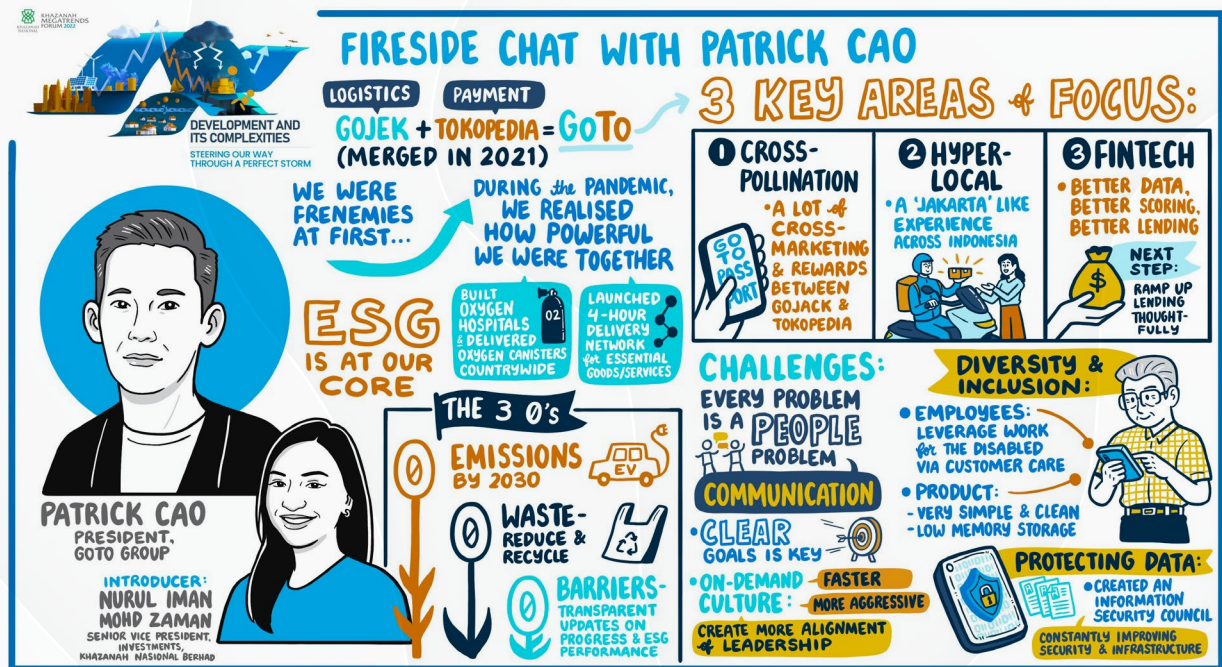 KHAZANAH
NASIONAL
KHAZANAH
MEGATRENDS
FORUM 2022
DEVELOPMENT AND
ITS COMPLEXITIES
STEERING OUR WAY
THROUGH A PERFECT STORM
FIRESIDE CHAT WITH PATRICK CAO
LOGISTICS
PAYMENT
GOJEK + TOKOPEDIA = GoTo
(MERGED IN 2021)
WE WERE
FRENEMIES
AT FIRST...
DURING the PANDEMIC,
WE REALISED
HOW POWERFUL
WE WERE TOGETHER
BUILT
OXYGEN
HOSPITALS
& DELIVERED
OXYGEN CANISTERS
COUNTRYWIDE
O2
LAUNCHED
4-HOUR
DELIVERY
NETWORK
for ESSENTIAL
GOODS/SERVICES
ESG
IS AT OUR
CORE
THE 3 0's
0
EMISSIONS
BY 2030
EV
0
WASTE-
REDUCE &
RECYCLE
0
BARRIERS-
TRANSPARENT
UPDATES ON
PROGRESS & ESG
PERFORMANCE
PATRICK CAO
PRESIDENT,
GOTO GROUP
INTRODUCER:
NURUL IMAN
MOHD ZAMAN
SENIOR VICE PRESIDENT,
INVESTMENTS,
KHAZANAH NASIONAL BERHAD
3 KEY AREAS of FOCUS:
1 CROSS-
POLLINATION
• A LOT of
CROSS-
MARKETING
& REWARDS
BETWEEN
GOJACK &
TOKOPEDIA
GO
TO
PASS
PORT
2 HYPER-
LOCAL
• A 'JAKARTA' LIKE
EXPERIENCE
ACROSS INDONESIA
3 FINTECH
• BETTER DATA,
BETTER SCORING,
BETTER LENDING
$
NEXT
STEP:
RAMP UP
LENDING
THOUGHT-
FULLY
CHALLENGES:
EVERY PROBLEM
IS A PEOPLE
PROBLEM
COMMUNICATION
• CLEAR
GOALS IS KEY
• ON-DEMAND
CULTURE:
FASTER
MORE AGGRESSIVE
CREATE MORE ALIGNMENT
of LEADERSHIP
DIVERSITY &
INCLUSION:
• EMPLOYEES:
LEVERAGE WORK
for THE DISABLED
VIA CUSTOMER CARE
• PRODUCT:
- VERY SIMPLE & CLEAN
- LOW MEMORY STORAGE
PROTECTING DATA:
• CREATED AN
INFORMATION
SECURITY COUNCIL
CONSTANTLY IMPROVING
SECURITY & INFRASTRUCTURE